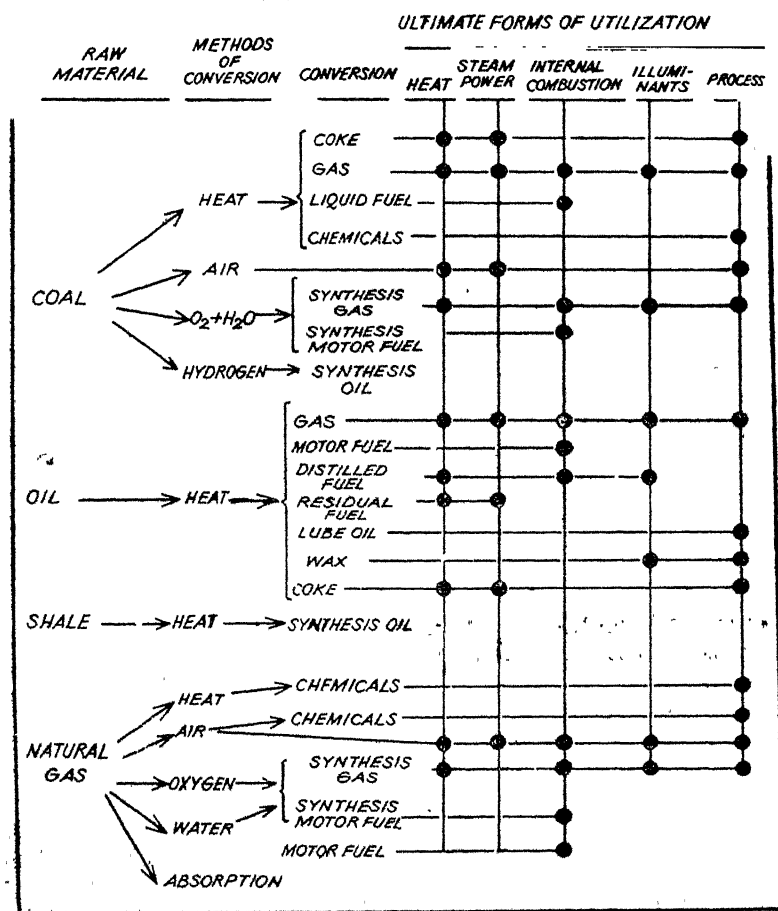 ULTIMATE FORMS OF UTILIZATION
RAW MATERIAL
METHODS OF CONVERSION
CONVERSION
HEAT
STEAM POWER
INTERNAL COMBUSTION
ILLUMI-NANTS
PROCESS
COAL
HEAT
COKE
GAS
LIQUID FUEL
CHEMICALS
AIR
O2+H2O
SYNTHESIS GAS
SYNTHESIS MOTOR FUEL
HYDROGEN
SYNTHESIS OIL
OIL
HEAT
GAS
MOTOR FUEL
DISTILLED FUEL
RESIDUAL FUEL
LUBE OIL
WAX
COKE
SHALE
HEAT
SYNTHESIS OIL
NATURAL GAS
HEAT
CHEMICALS
AIR
CHEMICALS
OXYGEN
SYNTHESIS GAS
WATER
SYNTHESIS MOTOR FUEL
MOTOR FUEL
ABSORPTION